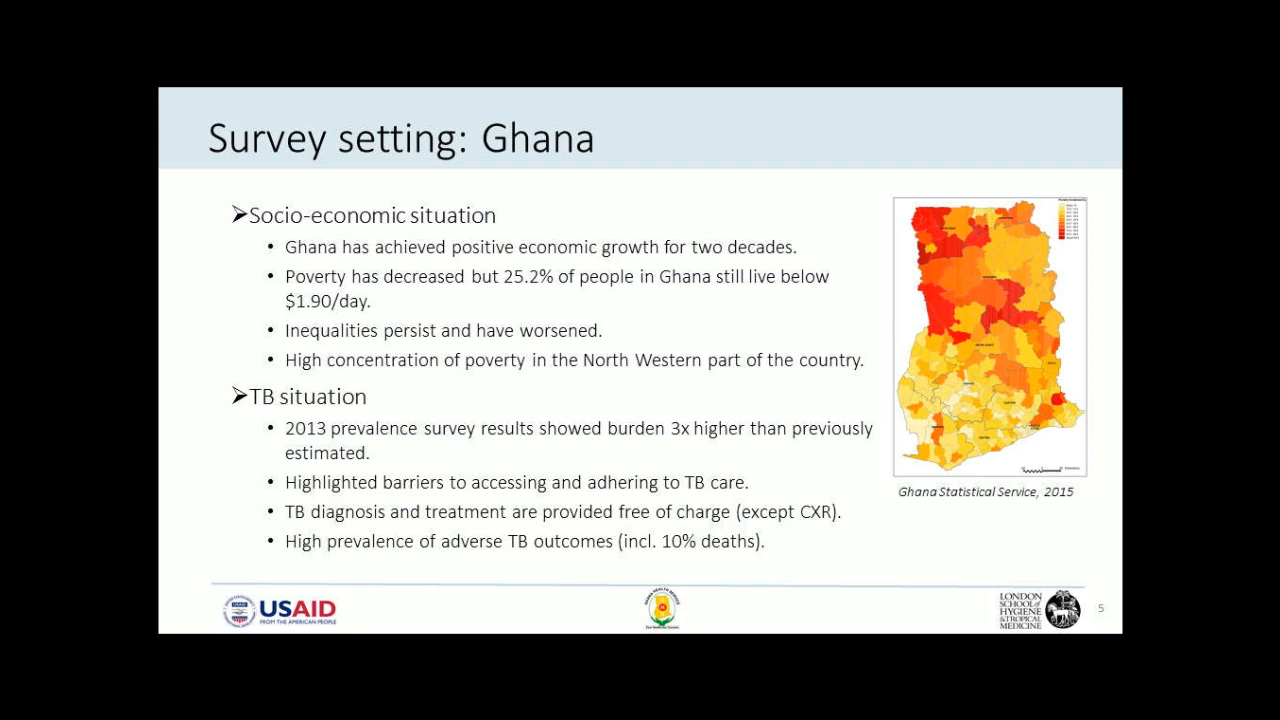 Survey setting: Ghana
➢Socio-economic situation
• Ghana has achieved positive economic growth for two decades.
• Poverty has decreased but 25.2% of people in Ghana still live below
$1.90/day.
• Inequalities persist and have worsened.
• High concentration of poverty in the North Western part of the country.
➢TB situation
• 2013 prevalence survey results showed burden 3x higher than previously
estimated.
• Highlighted barriers to accessing and adhering to TB care.
• TB diagnosis and treatment are provided free of charge (except CXR).
• High prevalence of adverse TB outcomes (incl. 10% deaths).
Ghana Statistical Service, 2015
USAID
FROM THE AMERICAN PEOPLE
GHANA HEALTH SERVICE
LONDON
SCHOOL of
HYGIENE
& TROPICAL
MEDICINE
5